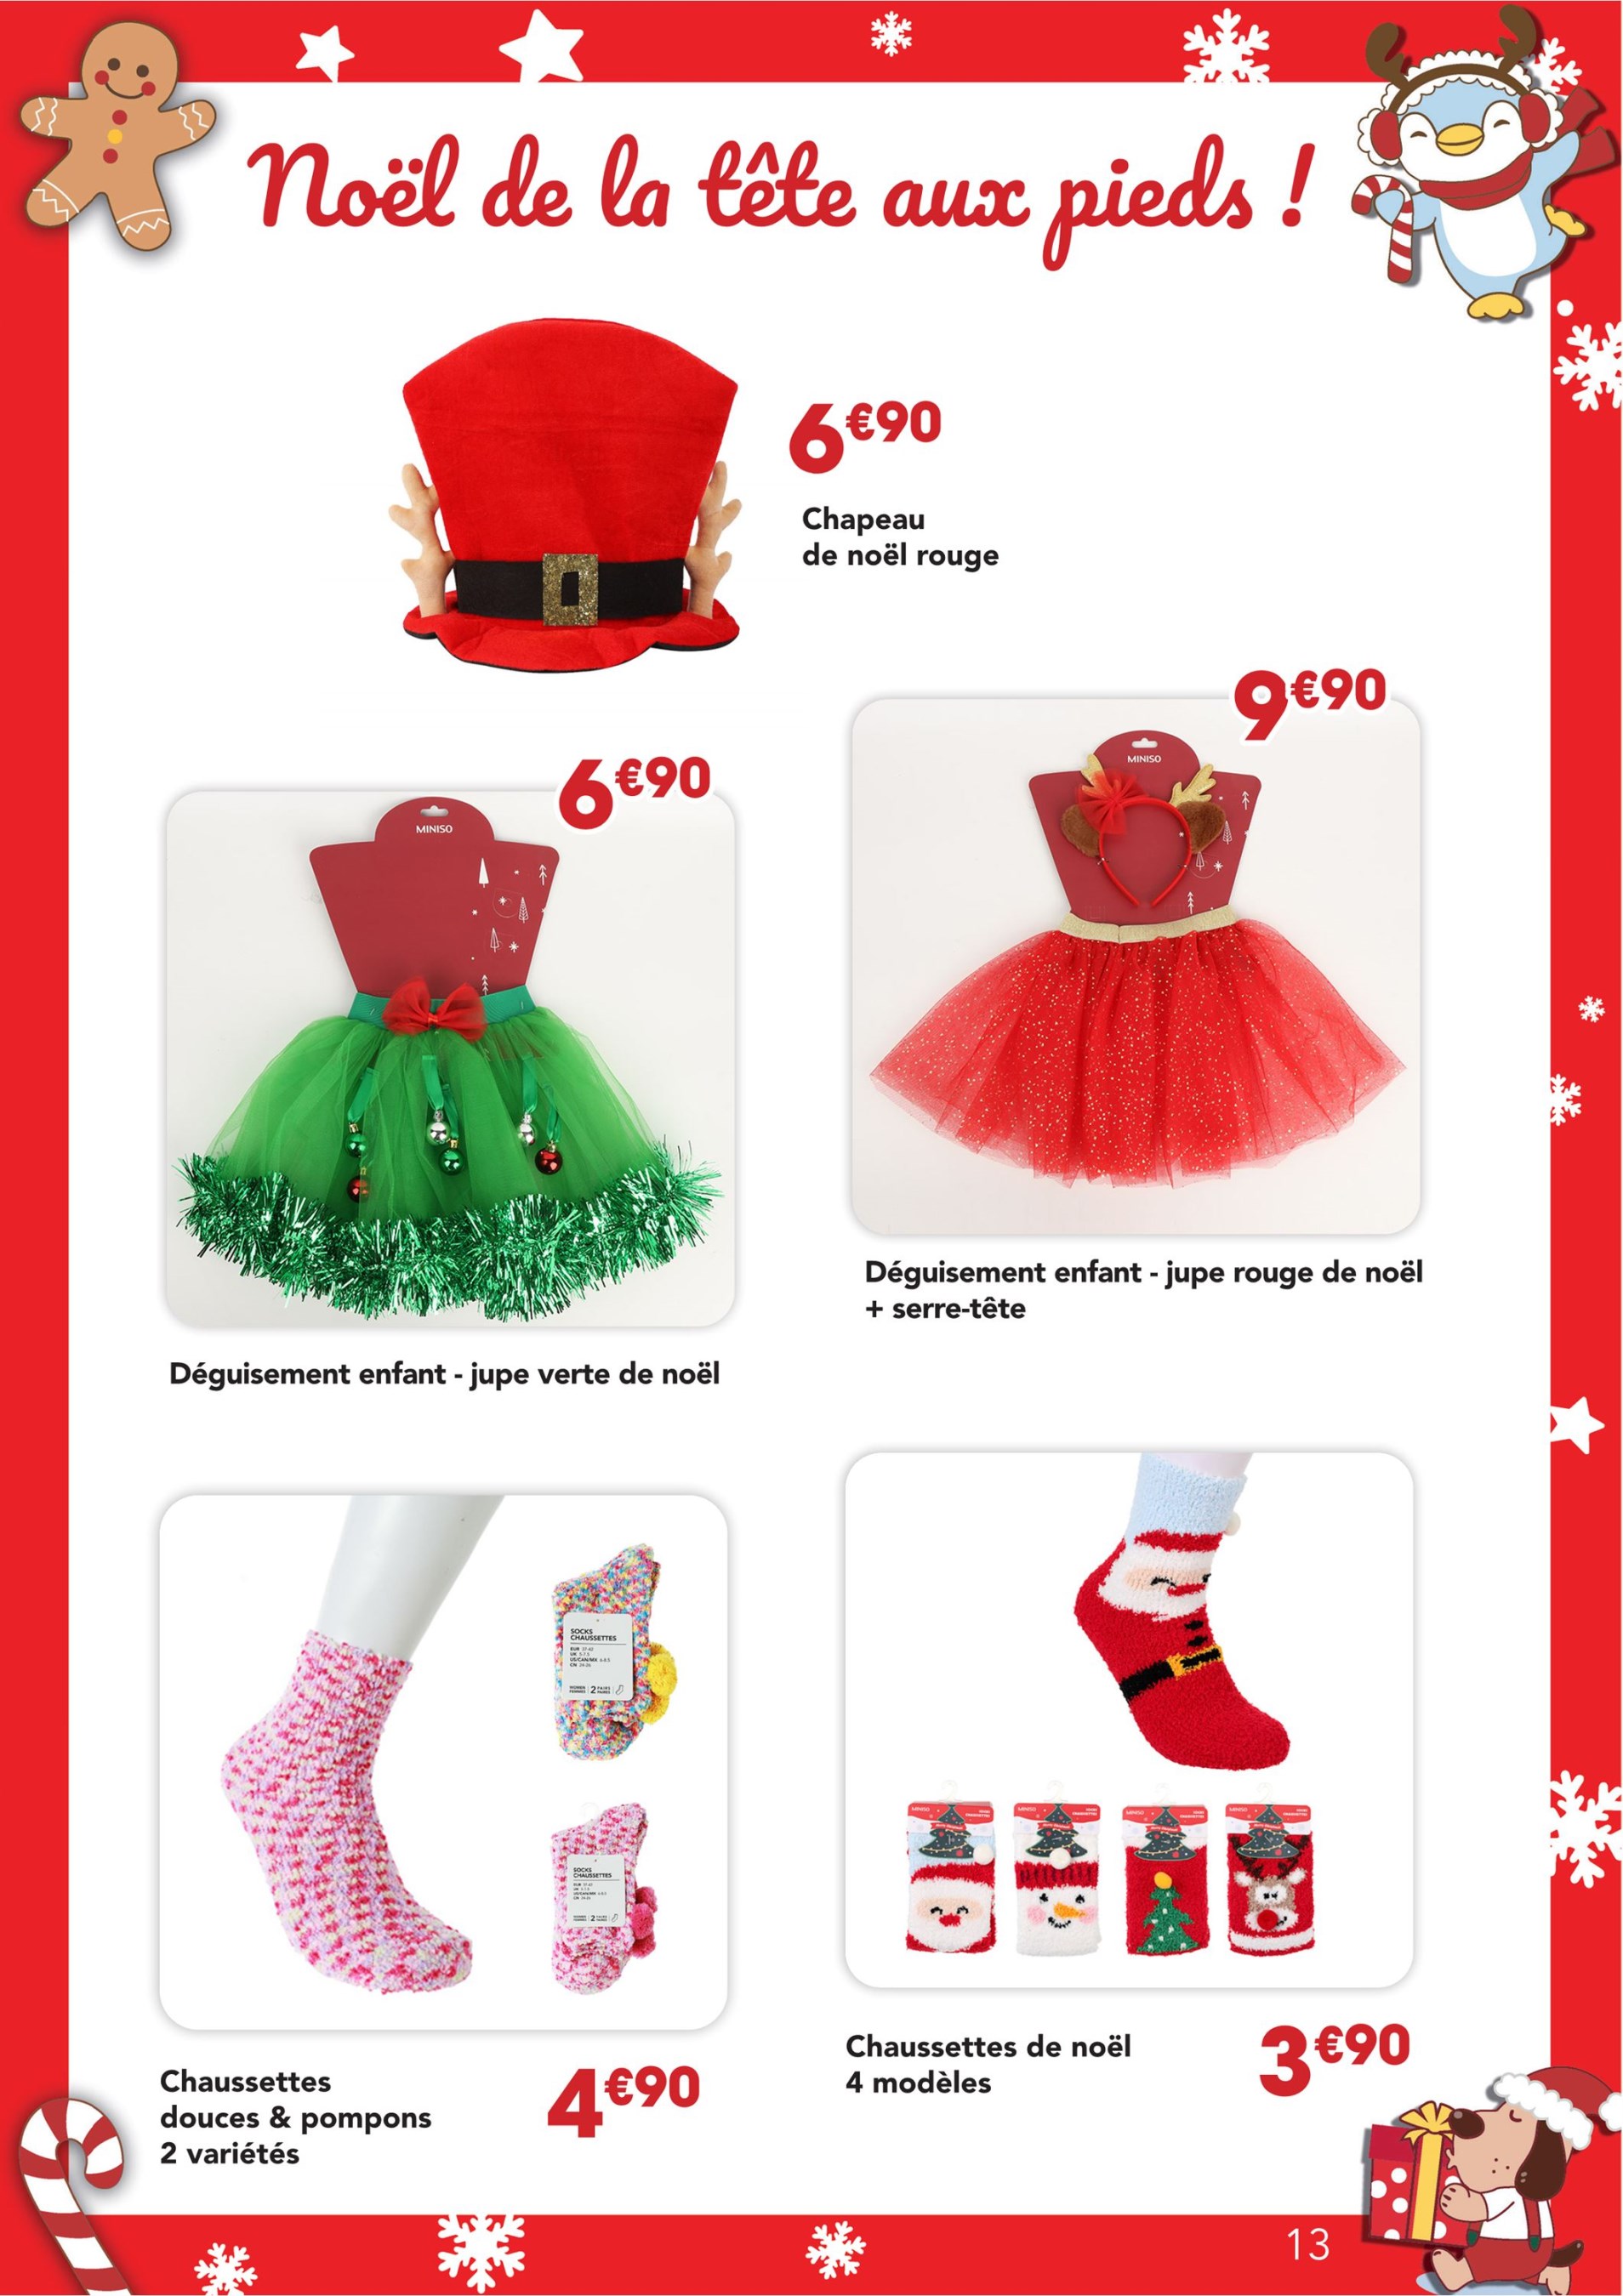 Noël de la tête aux pieds !
6€90
Chapeau
de noël rouge
9€90
MINISO
6€90
MINISO
Déguisement enfant - jupe rouge de noël
+ serre-tête
Déguisement enfant - jupe verte de noël
SOCKS
CHAUSSETTES
2
SOCKS
CHAUSSETTES
2
MINISO
MINISO
MINISO
MINISO
Chaussettes
douces & pompons
2 variétés
4€90
Chaussettes de noël
4 modèles
3€90
13